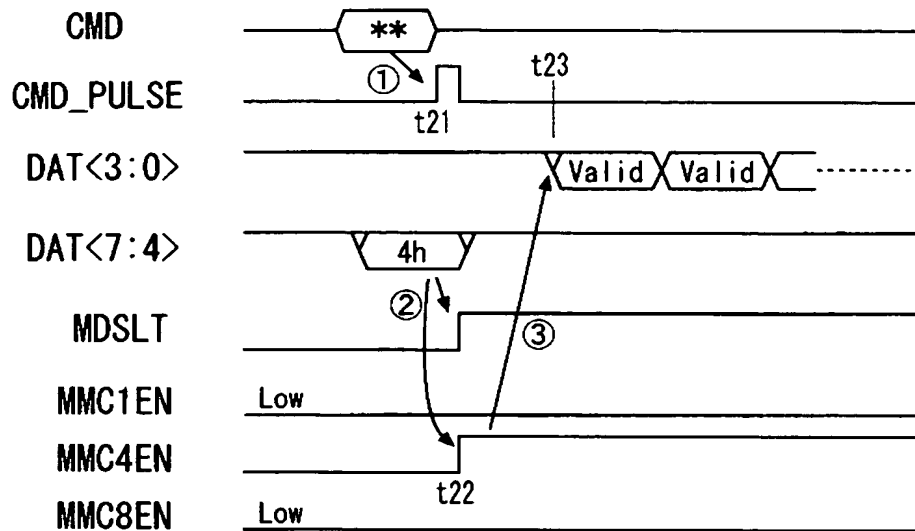 CMD **
① t23
CMD_PULSE
t21
DAT<3:0> Valid Valid
DAT<7:4> 4h
②
MDSLT ③
MMC1EN Low
MMC4EN
t22
MMC8EN Low